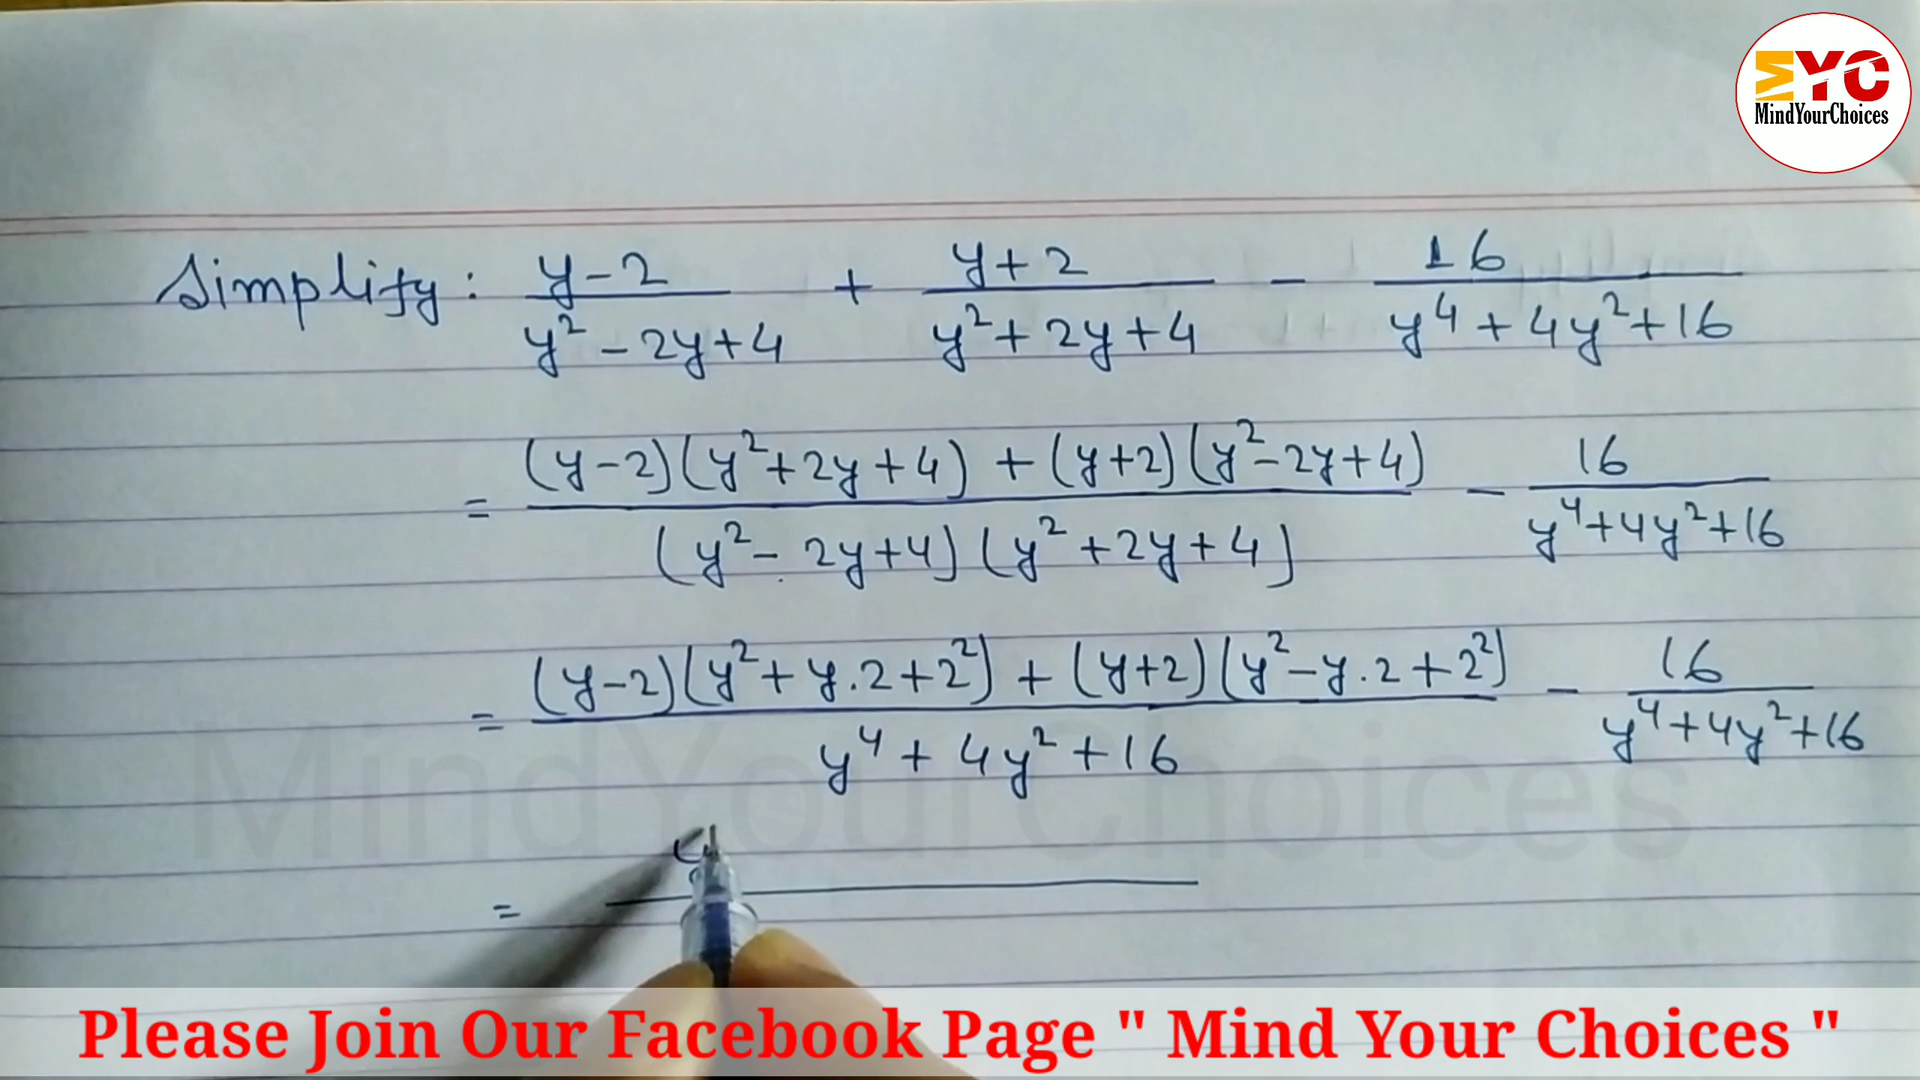 MYC
MindYourChoices
Simplify: (y-2)/(y²-2y+4) + (y+2)/(y²+2y+4) - 16/(y⁴+4y²+16)
= ((y-2)(y²+2y+4) + (y+2)(y²-2y+4))/((y²-2y+4)(y²+2y+4)) - 16/(y⁴+4y²+16)
= ((y-2)(y²+y.2+2²) + (y+2)(y²-y.2+2²))/(y⁴+4y²+16) - 16/(y⁴+4y²+16)
MindYourChoices
=
Please Join Our Facebook Page " Mind Your Choices "